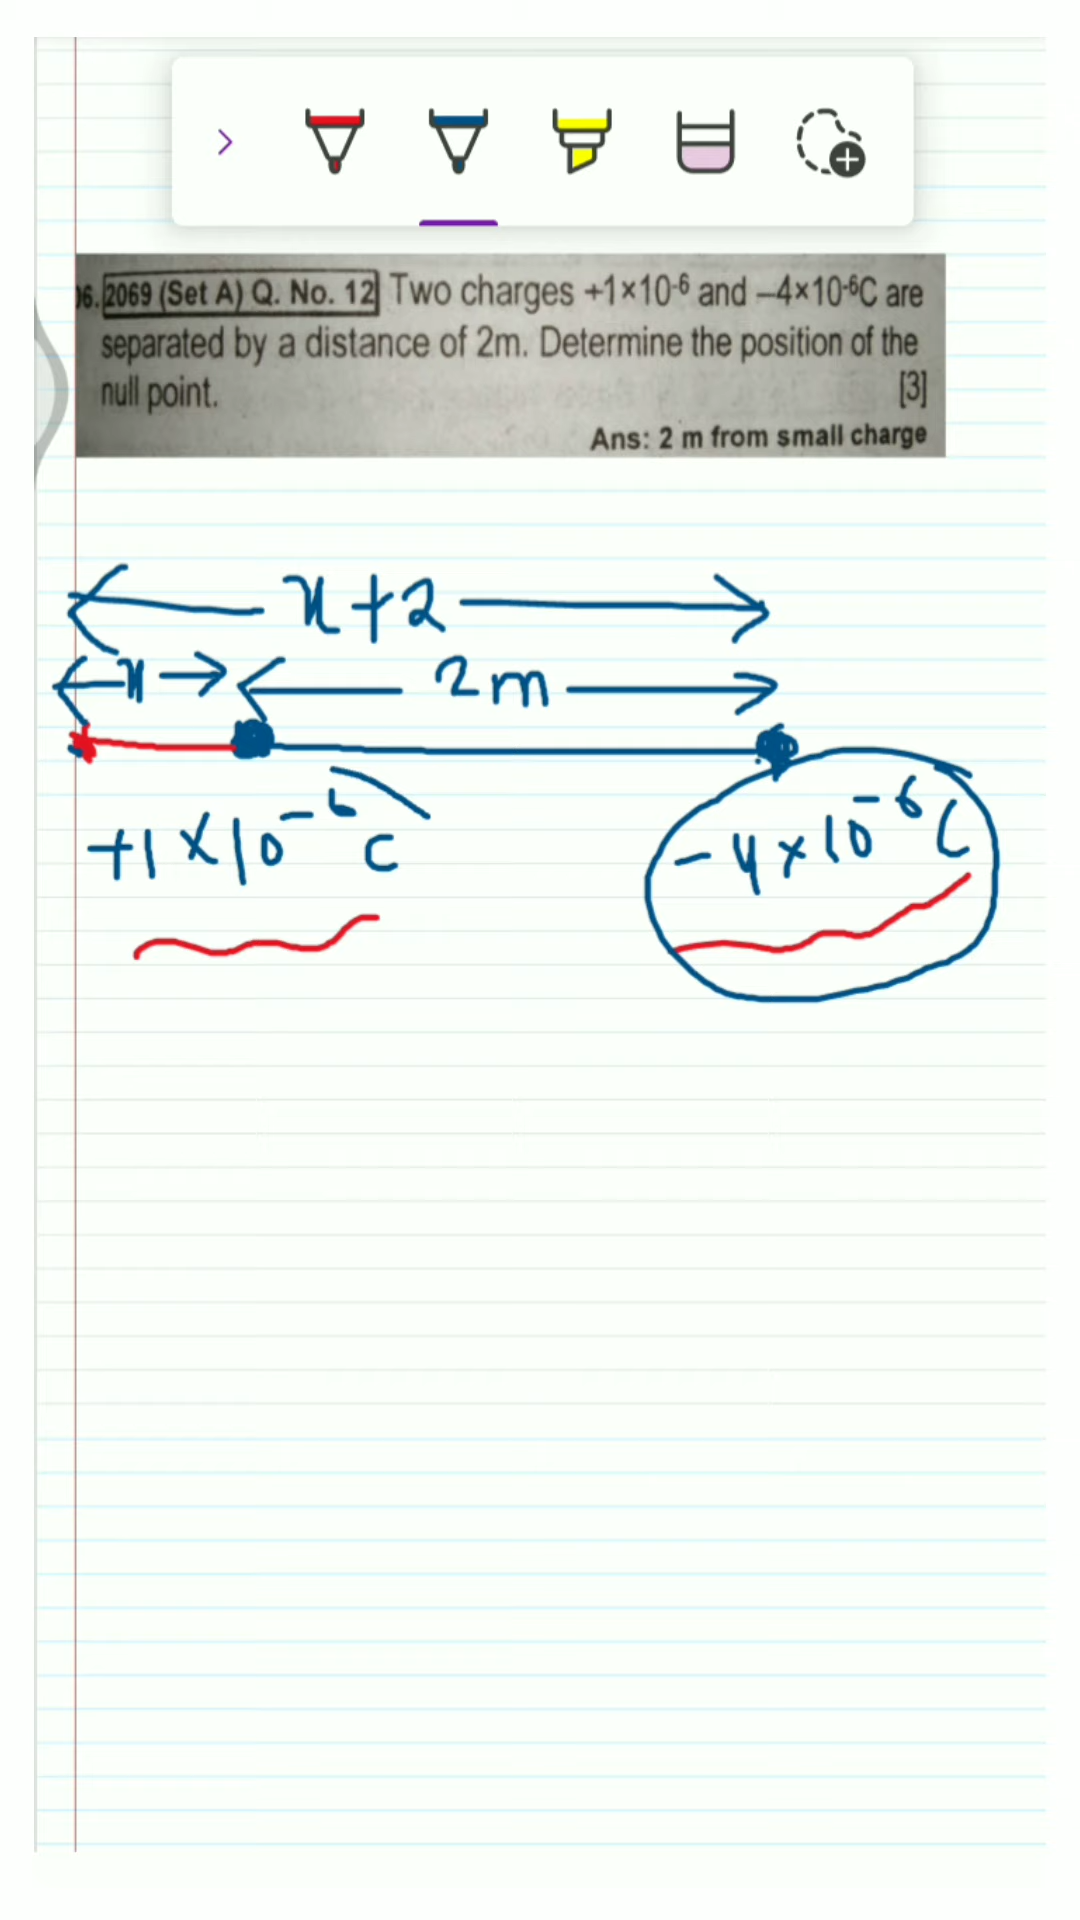 06. 2069 (Set A) Q. No. 12 Two charges +1×10-6 and –4×10-6C are
separated by a distance of 2m. Determine the position of the
null point. [3]
Ans: 2 m from small charge
x+2
x 2m
+1×10-6 C -4×10-6 C